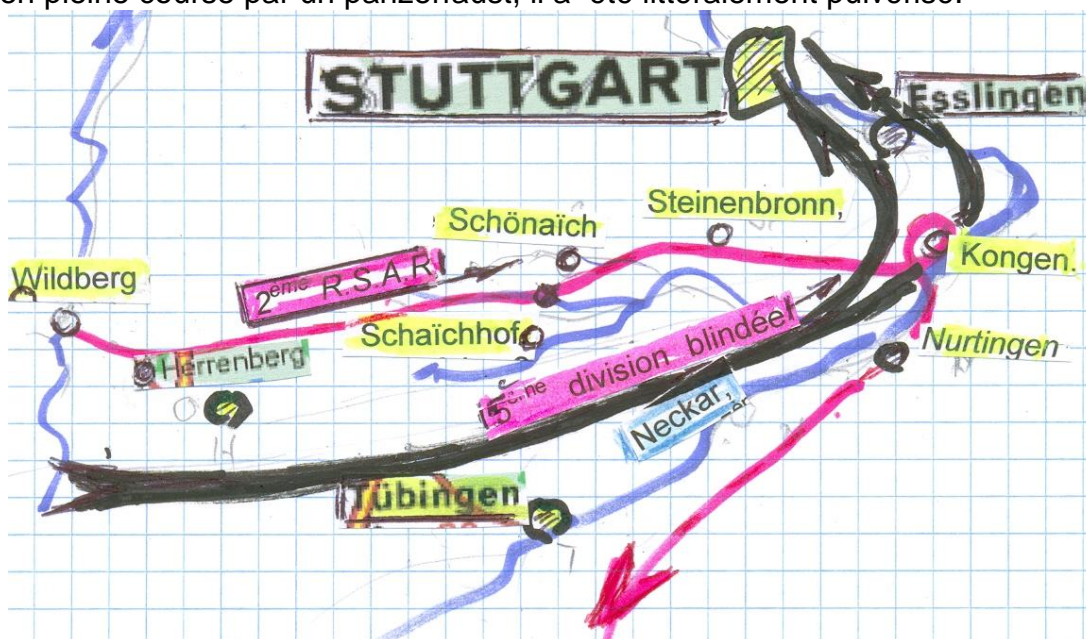 en pleine course par un panzerfaust, il a été littéralement pulvérisé.
STUTTGART
Esslingen
Steinenbronn,
Schönaïch
Kongen.
Wildberg
2ème R.S.A.R
Schaïchhof,
Nurtingen
Herrenberg
5ème division blindée
Neckar,
Tübingen